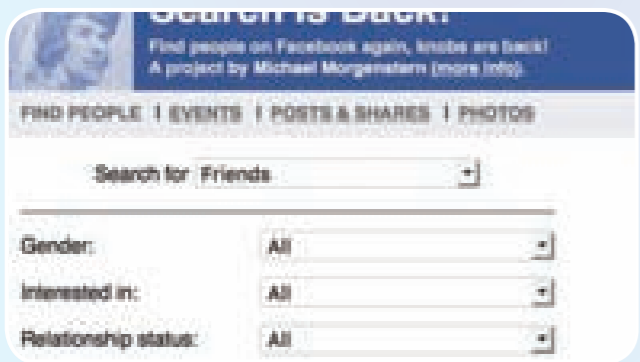 Search is Back!
Find people on Facebook again, knobs are back!
A project by Michael Morgenstern (more info).
FIND PEOPLE | EVENTS | POSTS & SHARES | PHOTOS
Search for Friends
Gender: All
Interested in: All
Relationship status: All